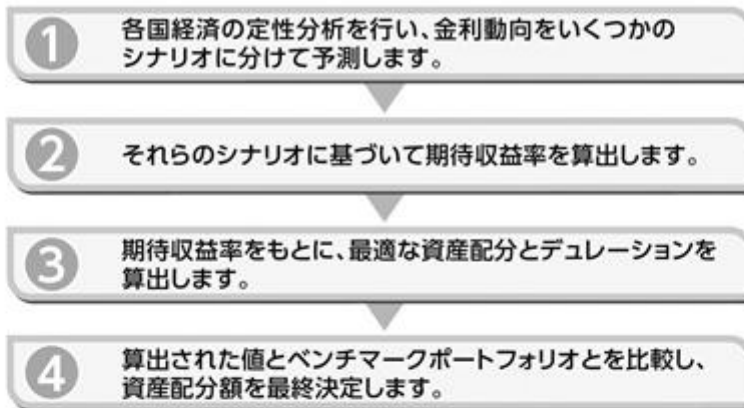 1
各国経済の定性分析を行い、金利動向をいくつかの
シナリオに分けて予測します。
2
それらのシナリオに基づいて期待収益率を算出します。
3
期待収益率をもとに、最適な資産配分とデュレーションを
算出します。
4
算出された値とベンチマークポートフォリオとを比較し、
資産配分額を最終決定します。